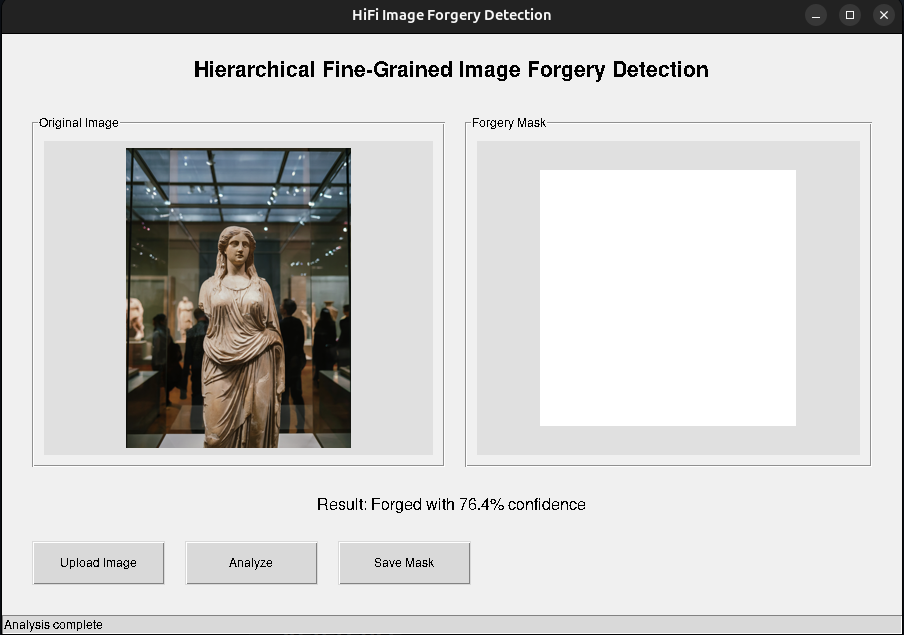 HiFi Image Forgery Detection
Hierarchical Fine-Grained Image Forgery Detection
Original Image
Forgery Mask
Result: Forged with 76.4% confidence
Upload Image
Analyze
Save Mask
Analysis complete